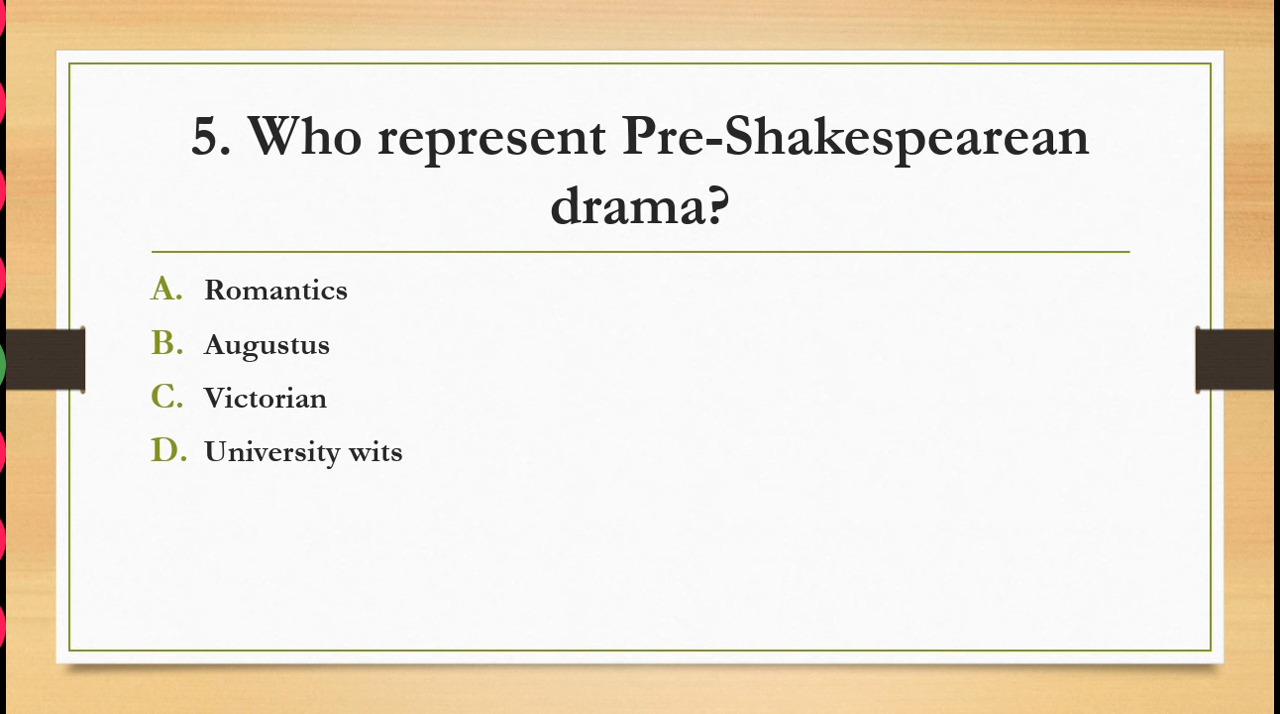 5. Who represent Pre-Shakespearean
drama?
A. Romantics
B. Augustus
C. Victorian
D. University wits